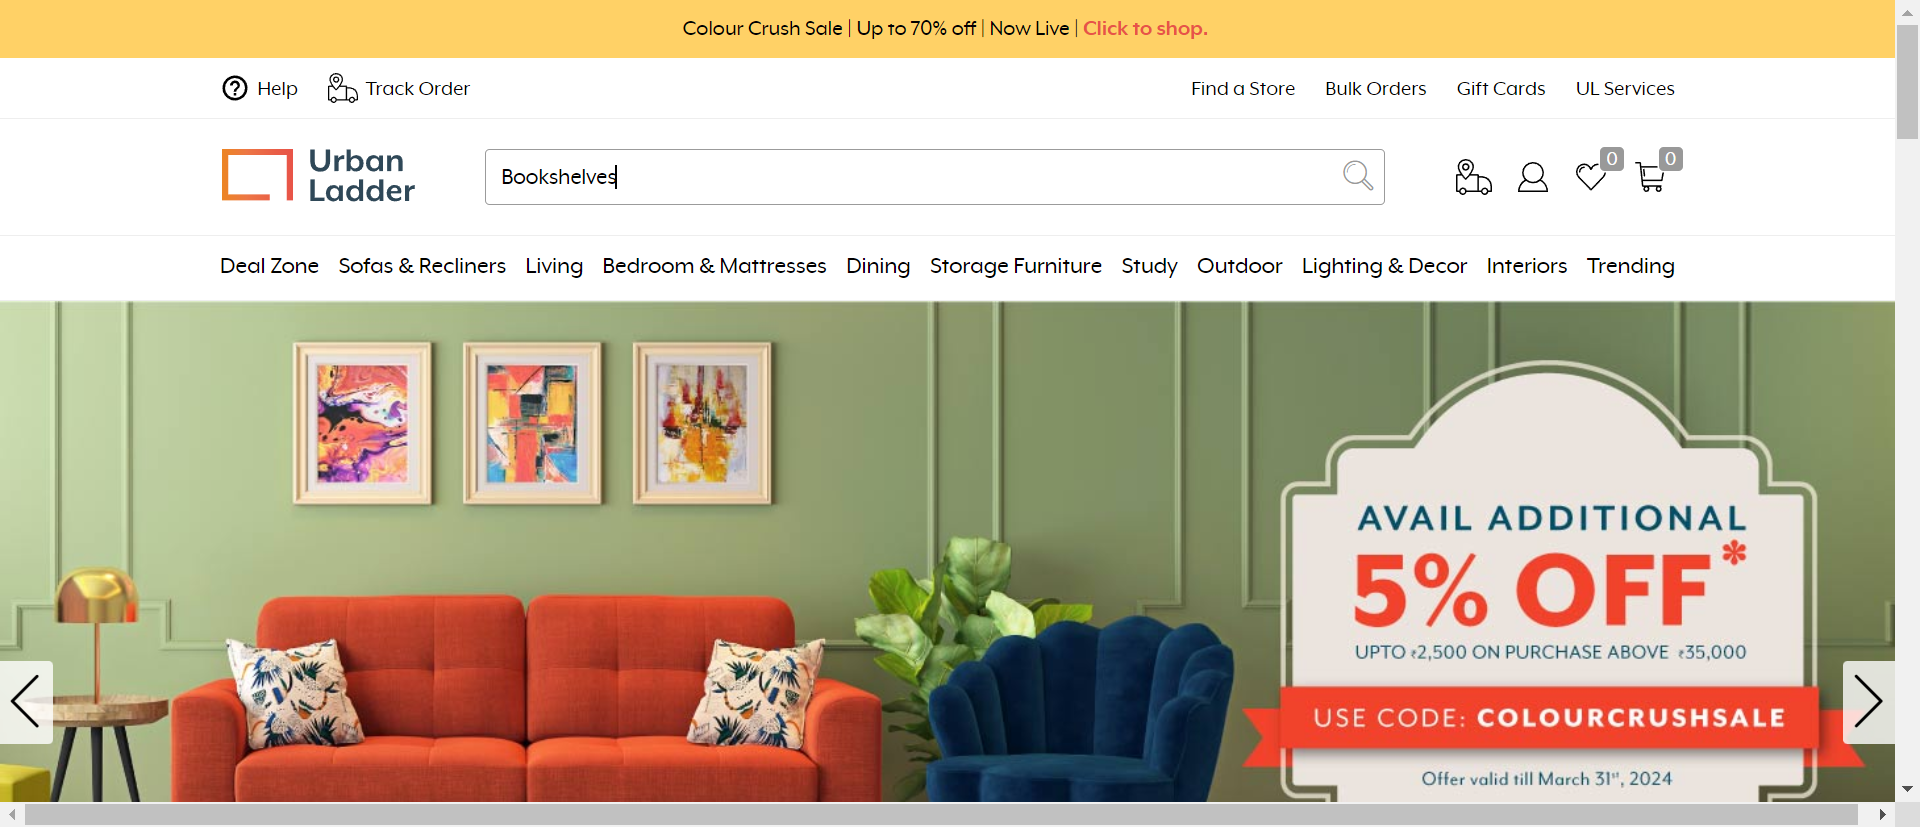 Colour Crush Sale | Up to 70% off | Now Live | Click to shop.
Help
Track Order
Find a Store
Bulk Orders
Gift Cards
UL Services
Urban
Ladder
Bookshelves
0
0
Deal Zone
Sofas & Recliners
Living
Bedroom & Mattresses
Dining
Storage Furniture
Study
Outdoor
Lighting & Decor
Interiors
Trending
AVAIL ADDITIONAL
5% OFF*
UPTO ₹2,500 ON PURCHASE ABOVE ₹35,000
USE CODE: COLOURCRUSHSALE
Offer valid till March 31st, 2024